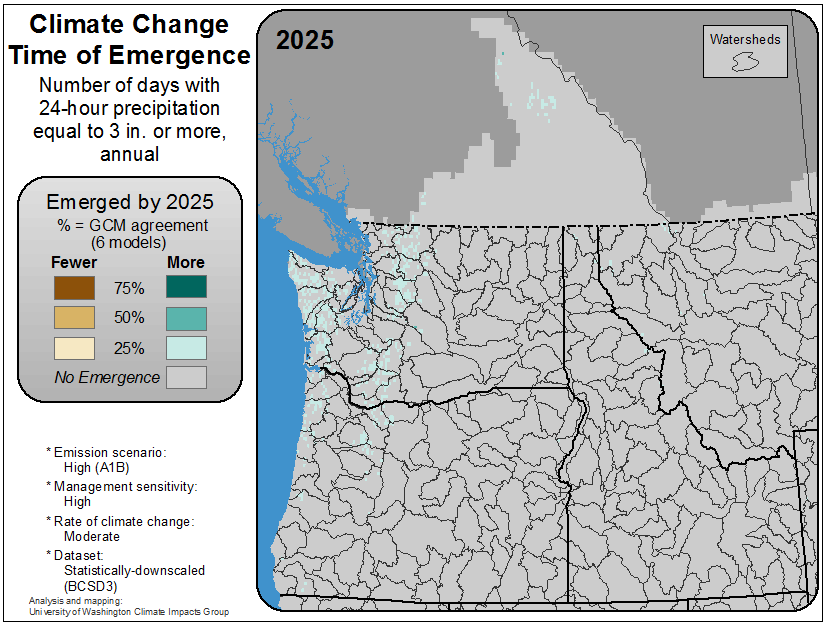 Climate Change
Time of Emergence
Number of days with
24-hour precipitation
equal to 3 in. or more,
annual
Emerged by 2025
% = GCM agreement
(6 models)
Fewer More
75%
50%
25%
No Emergence
* Emission scenario:
High (A1B)
* Management sensitivity:
High
* Rate of climate change:
Moderate
* Dataset:
Statistically-downscaled
(BCSD3)
Analysis and mapping:
University of Washington Climate Impacts Group
2025
Watersheds